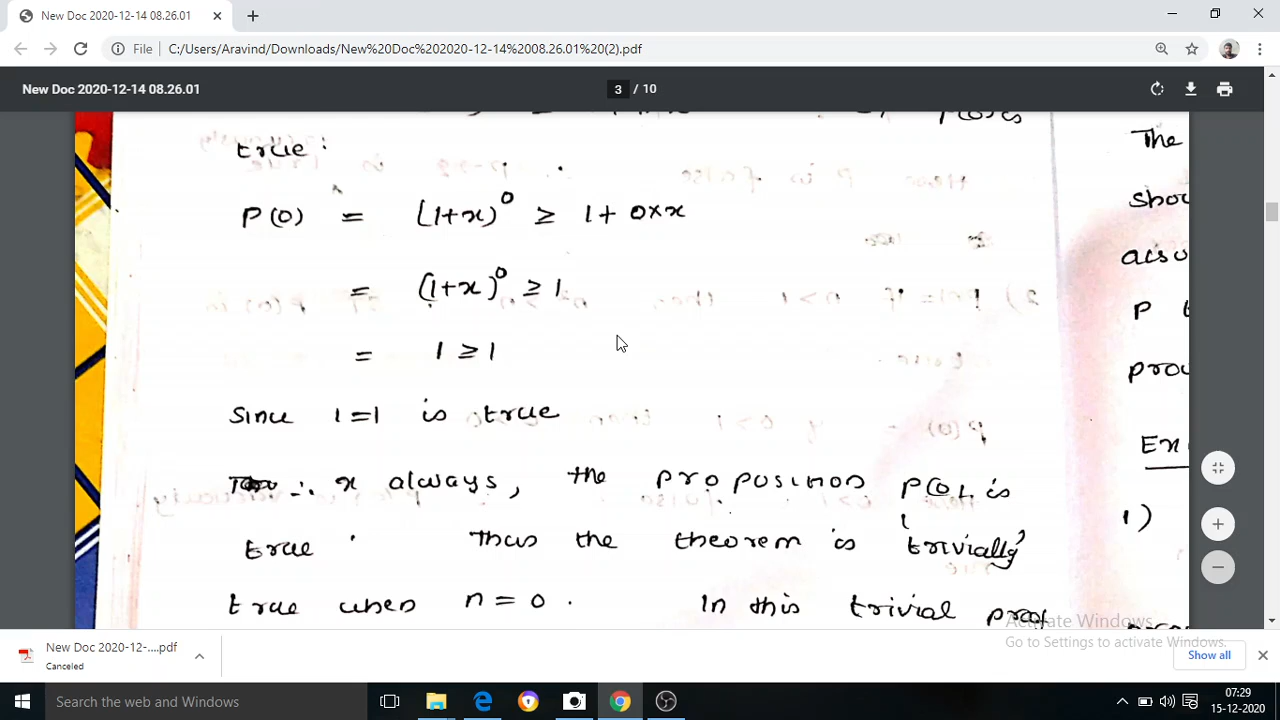 New Doc 2020-12-14 08.26.01
File C:/Users/Aravind/Downloads/New%20Doc%202020-12-14%2008.26.01%20(2).pdf
New Doc 2020-12-14 08.26.01
3 / 10
true:
P(0) = (1+x)^0 ≥ 1+ 0×x
= (1+x)^0 ≥ 1
= 1 ≥ 1
Since 1=1 is true
∴ x always, the proposition P(0) is
true. Thus the theorem is trivially
true when n = 0. In this trivial proof
The
P
Ex
1)
Activate Windows
Go to Settings to activate Windows.
New Doc 2020-12-....pdf
Canceled
Show all
Search the web and Windows
07:29
15-12-2020